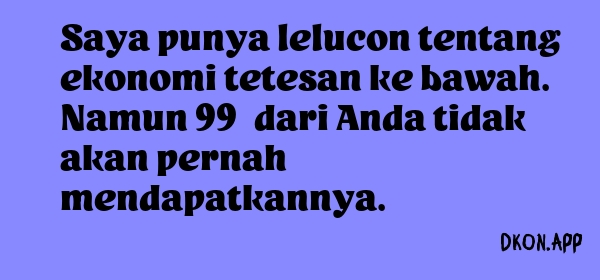 Saya punya lelucon tentang
ekonomi tetesan ke bawah.
Namun 99 dari Anda tidak
akan pernah
mendapatkannya.
DKON.APP